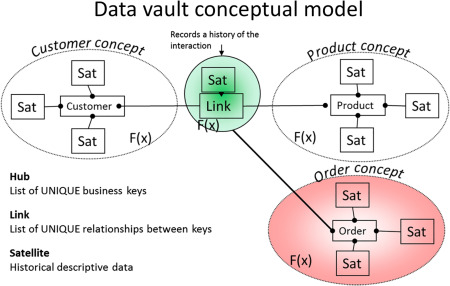 Data vault conceptual model
Customer concept
Records a history of the
interaction
Product concept
Sat
Sat
Customer
Sat
F(x)
Sat
Link
F(x)
Sat
Product
Sat
Sat
F(x)
Order concept
Sat
Order
Sat
Sat
F(x)
Hub
List of UNIQUE business keys
Link
List of UNIQUE relationships between keys
Satellite
Historical descriptive data